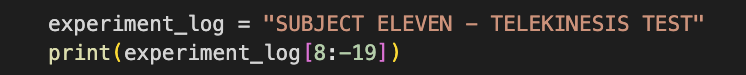 experiment_log = "SUBJECT ELEVEN - TELEKINESIS TEST"
print(experiment_log[8:-19])